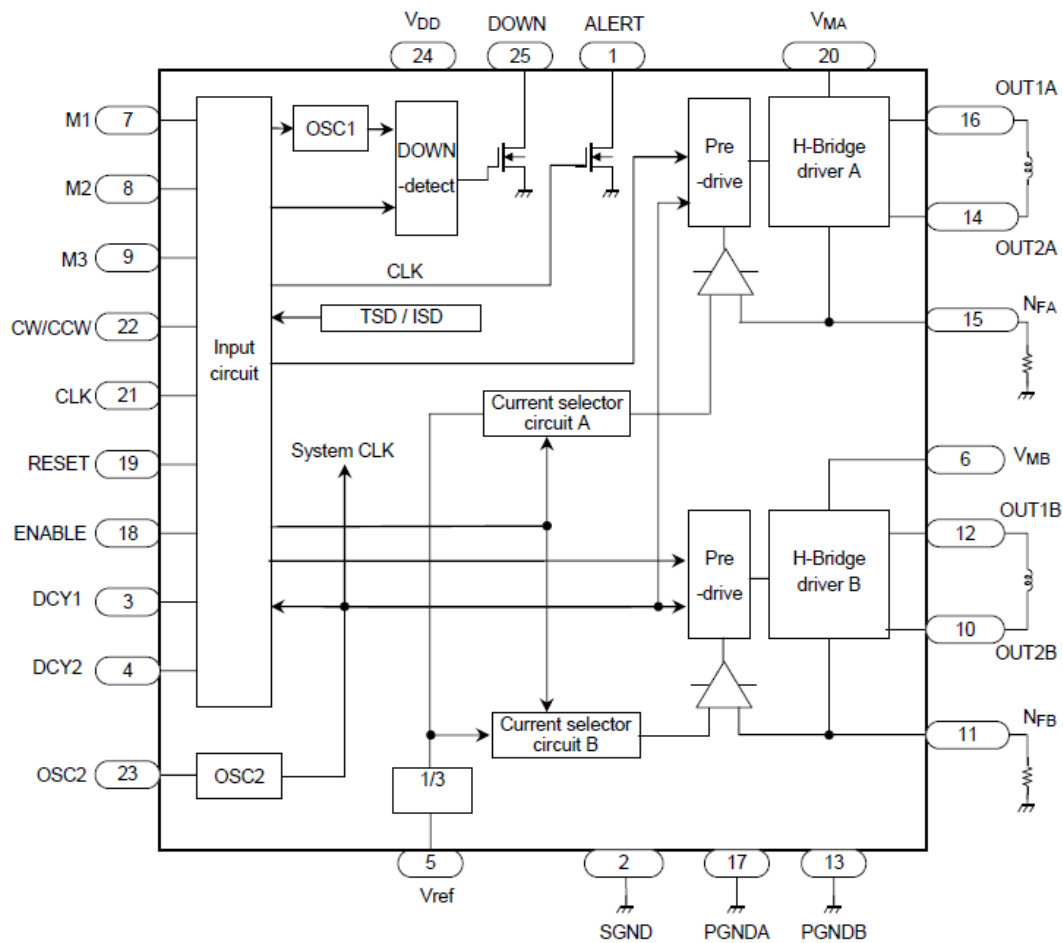 VDD DOWN ALERT VMA
24 25 1 20
OUT1A
M1 7
OSC1
DOWN
-detect
Pre
-drive
H-Bridge
driver A
16
M2 8
14
OUT2A
M3 9
CLK
TSD / ISD
NFA
15
CW/CCW 22
Input
circuit
CLK 21
Current selector
circuit A
System CLK
RESET 19
6 VMB
OUT1B
ENABLE 18
Pre
-drive
H-Bridge
driver B
12
DCY1 3
10
OUT2B
DCY2 4
Current selector
circuit B
NFB
11
OSC2 23
OSC2
1/3
5 2 17 13
Vref
SGND PGNDA PGNDB